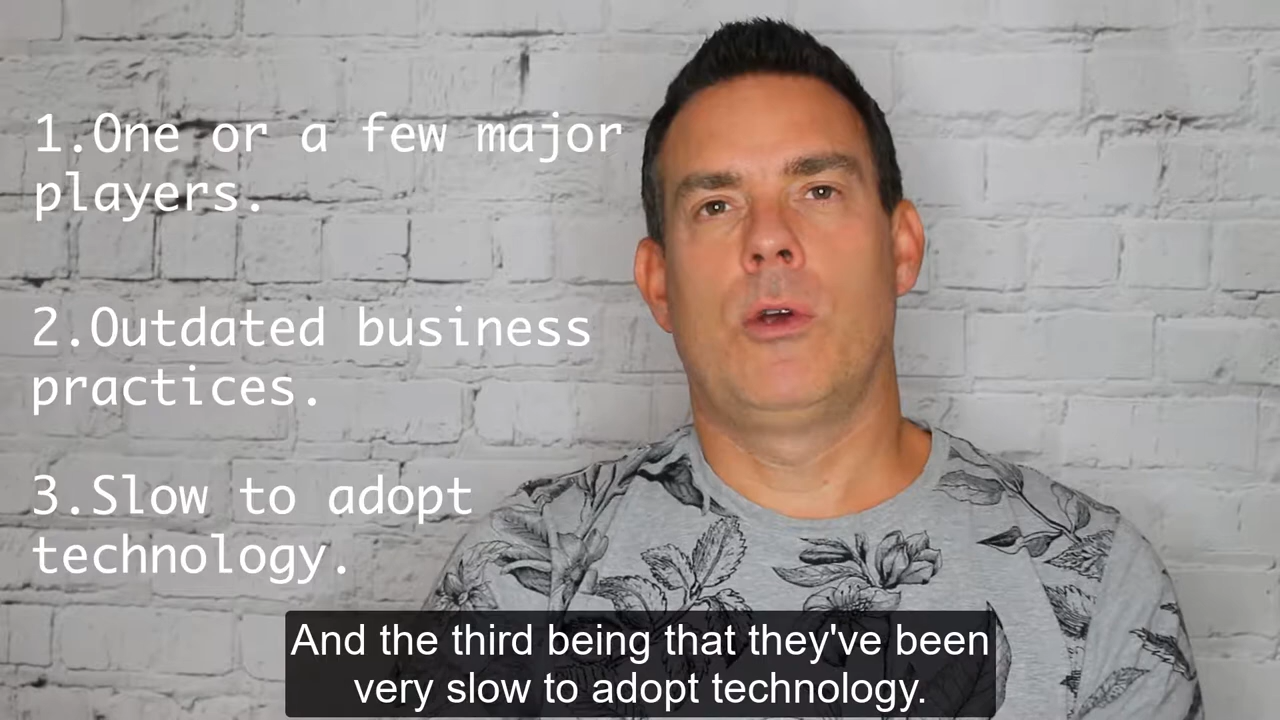 1.One or a few major
players.
2.Outdated business
practices.
3.Slow to adopt
technology.
And the third being that they've been
very slow to adopt technology.